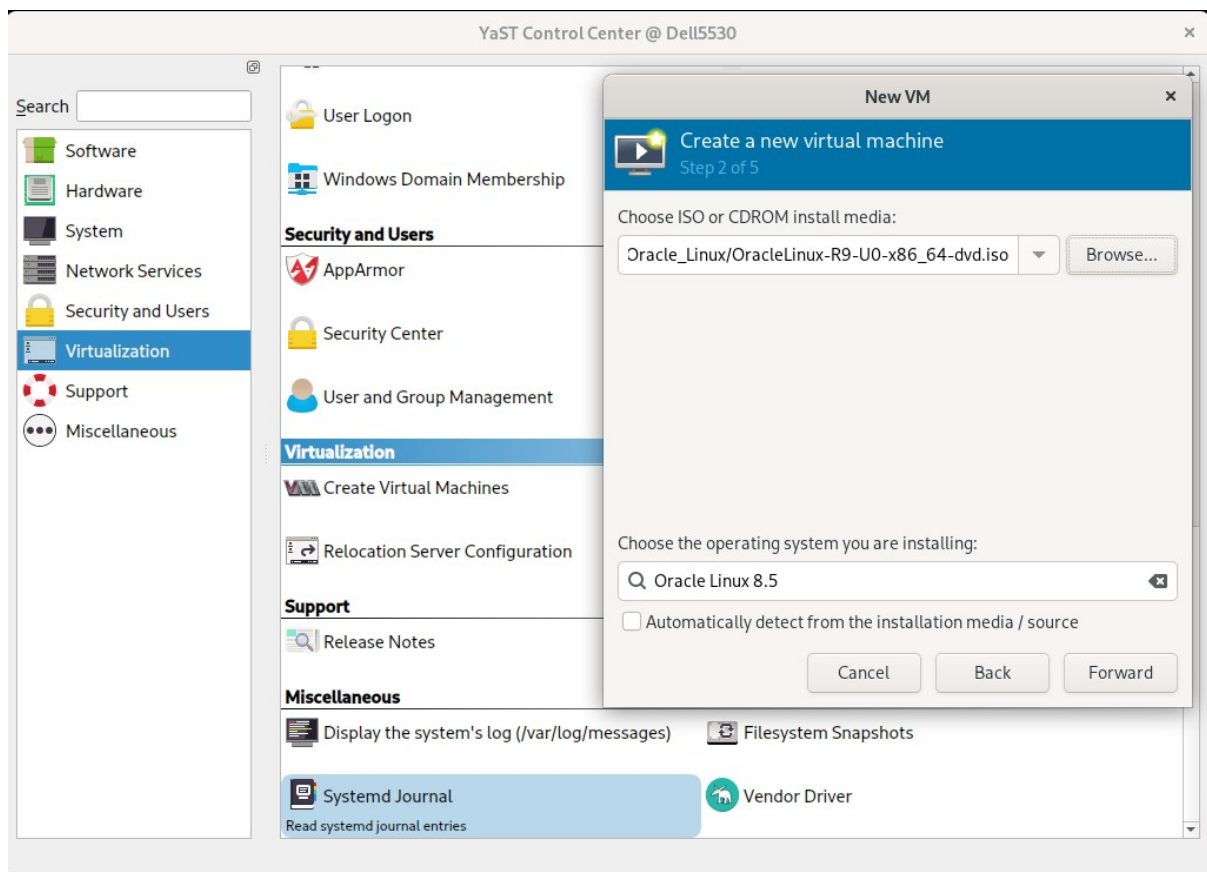 YaST Control Center @ Dell5530
Search
Software
Hardware
System
Network Services
Security and Users
Virtualization
Support
Miscellaneous
User Logon
Windows Domain Membership
Security and Users
AppArmor
Security Center
User and Group Management
Virtualization
Create Virtual Machines
Relocation Server Configuration
Support
Release Notes
Miscellaneous
Display the system's log (/var/log/messages)
Filesystem Snapshots
Systemd Journal
Read systemd journal entries
Vendor Driver
New VM
Create a new virtual machine
Step 2 of 5
Choose ISO or CDROM install media:
Oracle_Linux/OracleLinux-R9-U0-x86_64-dvd.iso
Browse...
Choose the operating system you are installing:
Oracle Linux 8.5
Automatically detect from the installation media / source
Cancel
Back
Forward